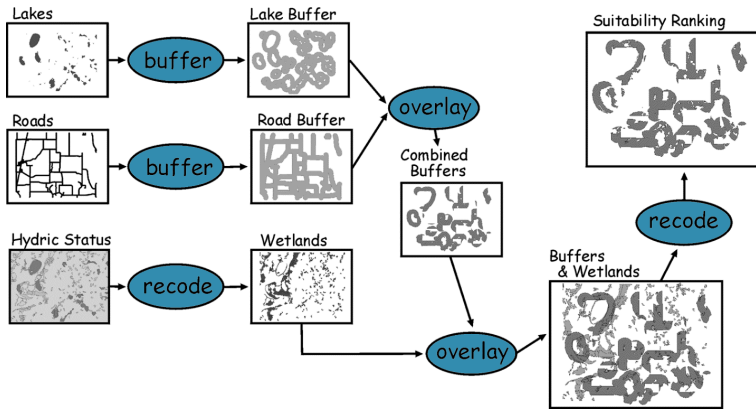 Lakes
buffer
Lake Buffer
overlay
Roads
buffer
Road Buffer
Combined
Buffers
Hydric Status
recode
Wetlands
overlay
Buffers
& Wetlands
recode
Suitability Ranking